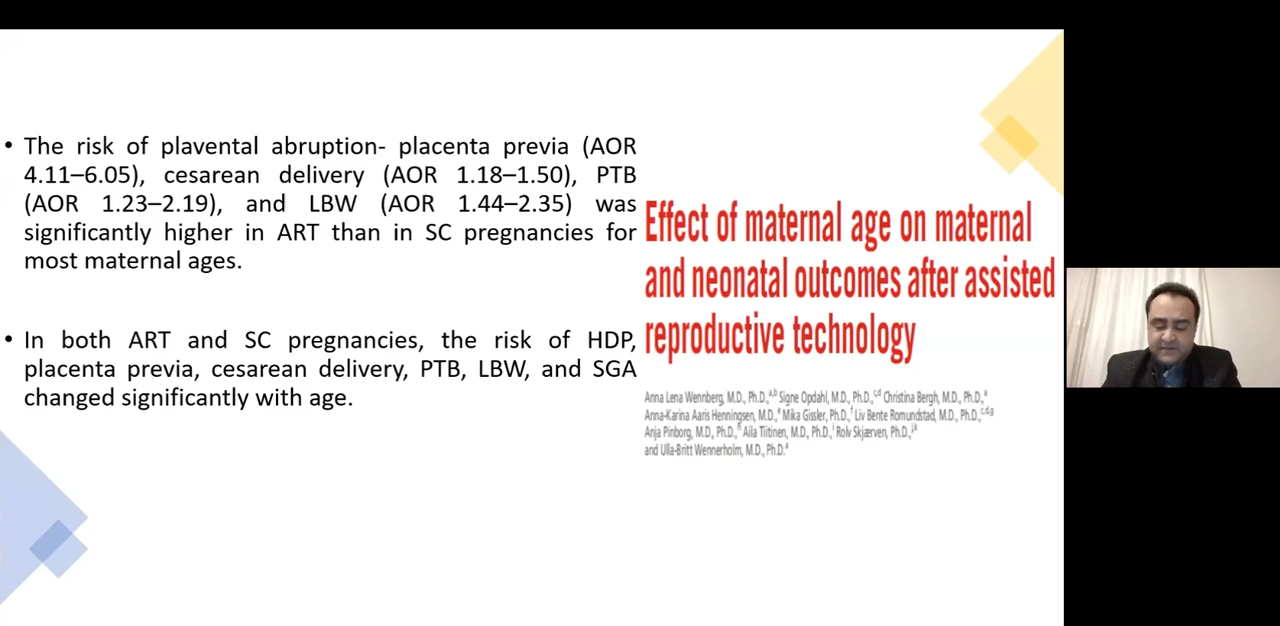 • The risk of plavental abruption- placenta previa (AOR
4.11–6.05), cesarean delivery (AOR 1.18–1.50), PTB
(AOR 1.23–2.19), and LBW (AOR 1.44–2.35) was
significantly higher in ART than in SC pregnancies for
most maternal ages.
• In both ART and SC pregnancies, the risk of HDP,
placenta previa, cesarean delivery, PTB, LBW, and SGA
changed significantly with age.
Effect of maternal age on maternal
and neonatal outcomes after assisted
reproductive technology
Anna Lena Wennberg, M.D., Ph.D.,a,b Signe Opdahl, M.D., Ph.D.,c,d Christina Bergh, M.D., Ph.D.,a
Anna-Karina Aaris Henningsen, M.D.,e Mika Gissler, Ph.D.,f Liv Bente Romundstad, M.D., Ph.D.,c,d,g
Anja Pinborg, M.D., Ph.D.,h Aila Tiitinen, M.D., Ph.D.,i Rolv Skjærven, Ph.D.,j,k
and Ulla-Britt Wennerholm, M.D., Ph.D.a